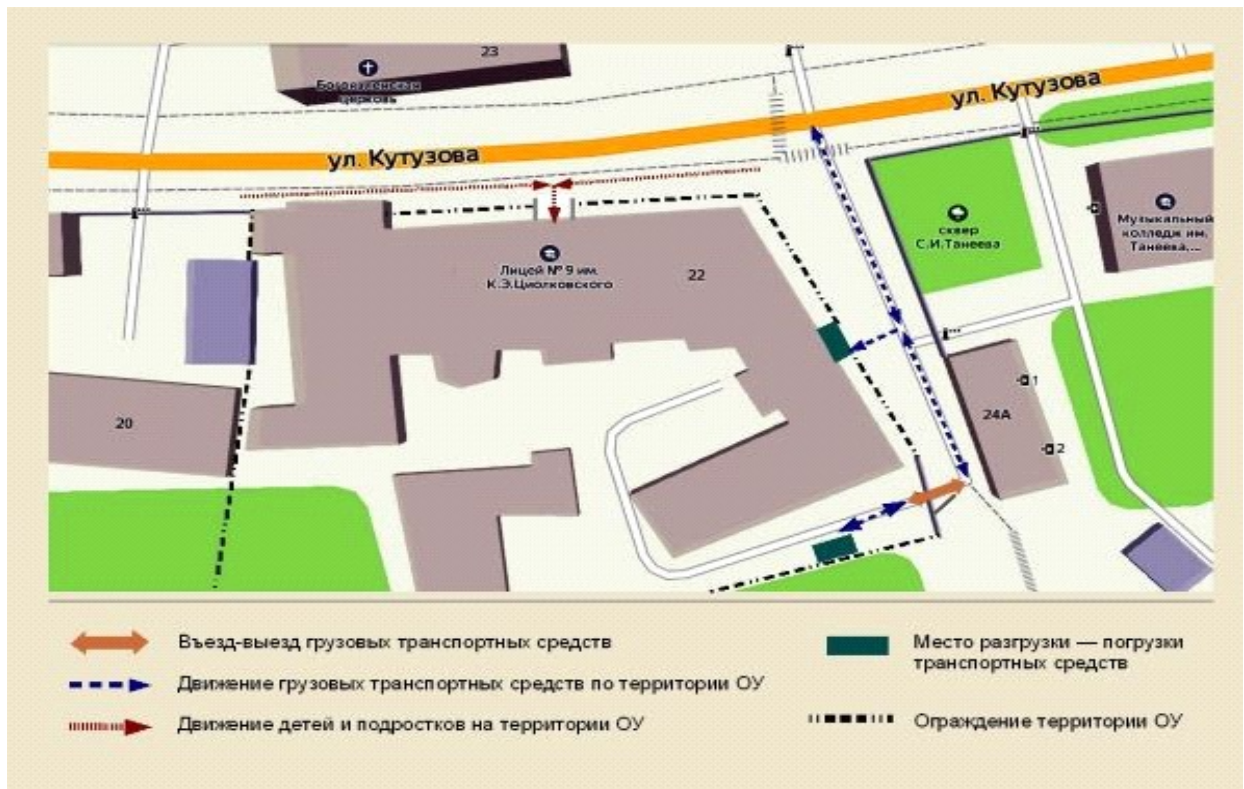 23
Богоявленская
церковь
ул. Кутузова
ул. Кутузова
сквер
С.И.Танеева
Музыкальный
колледж им.
Танеева,...
Лицей № 9 им.
К.Э.Циолковского
22
20
24А
1
2
Въезд-выезд грузовых транспортных средств
Движение грузовых транспортных средств по территории ОУ
Движение детей и подростков на территории ОУ
Место разгрузки — погрузки
транспортных средств
Ограждение территории ОУ